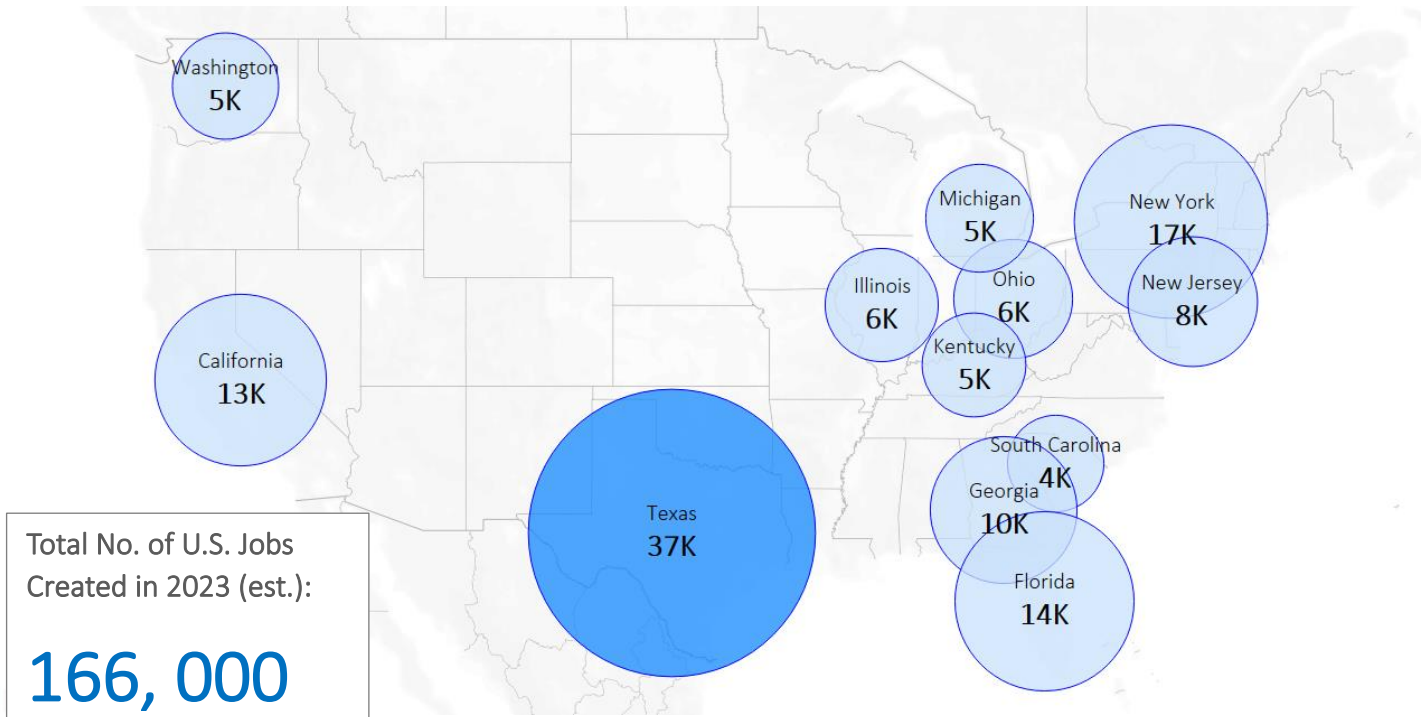 Washington
5K
Michigan
5K
New York
17K
Illinois
6K
Ohio
6K
New Jersey
8K
Kentucky
5K
California
13K
South Carolina
4K
Georgia
10K
Texas
37K
Florida
14K
Total No. of U.S. Jobs
Created in 2023 (est.):
166, 000